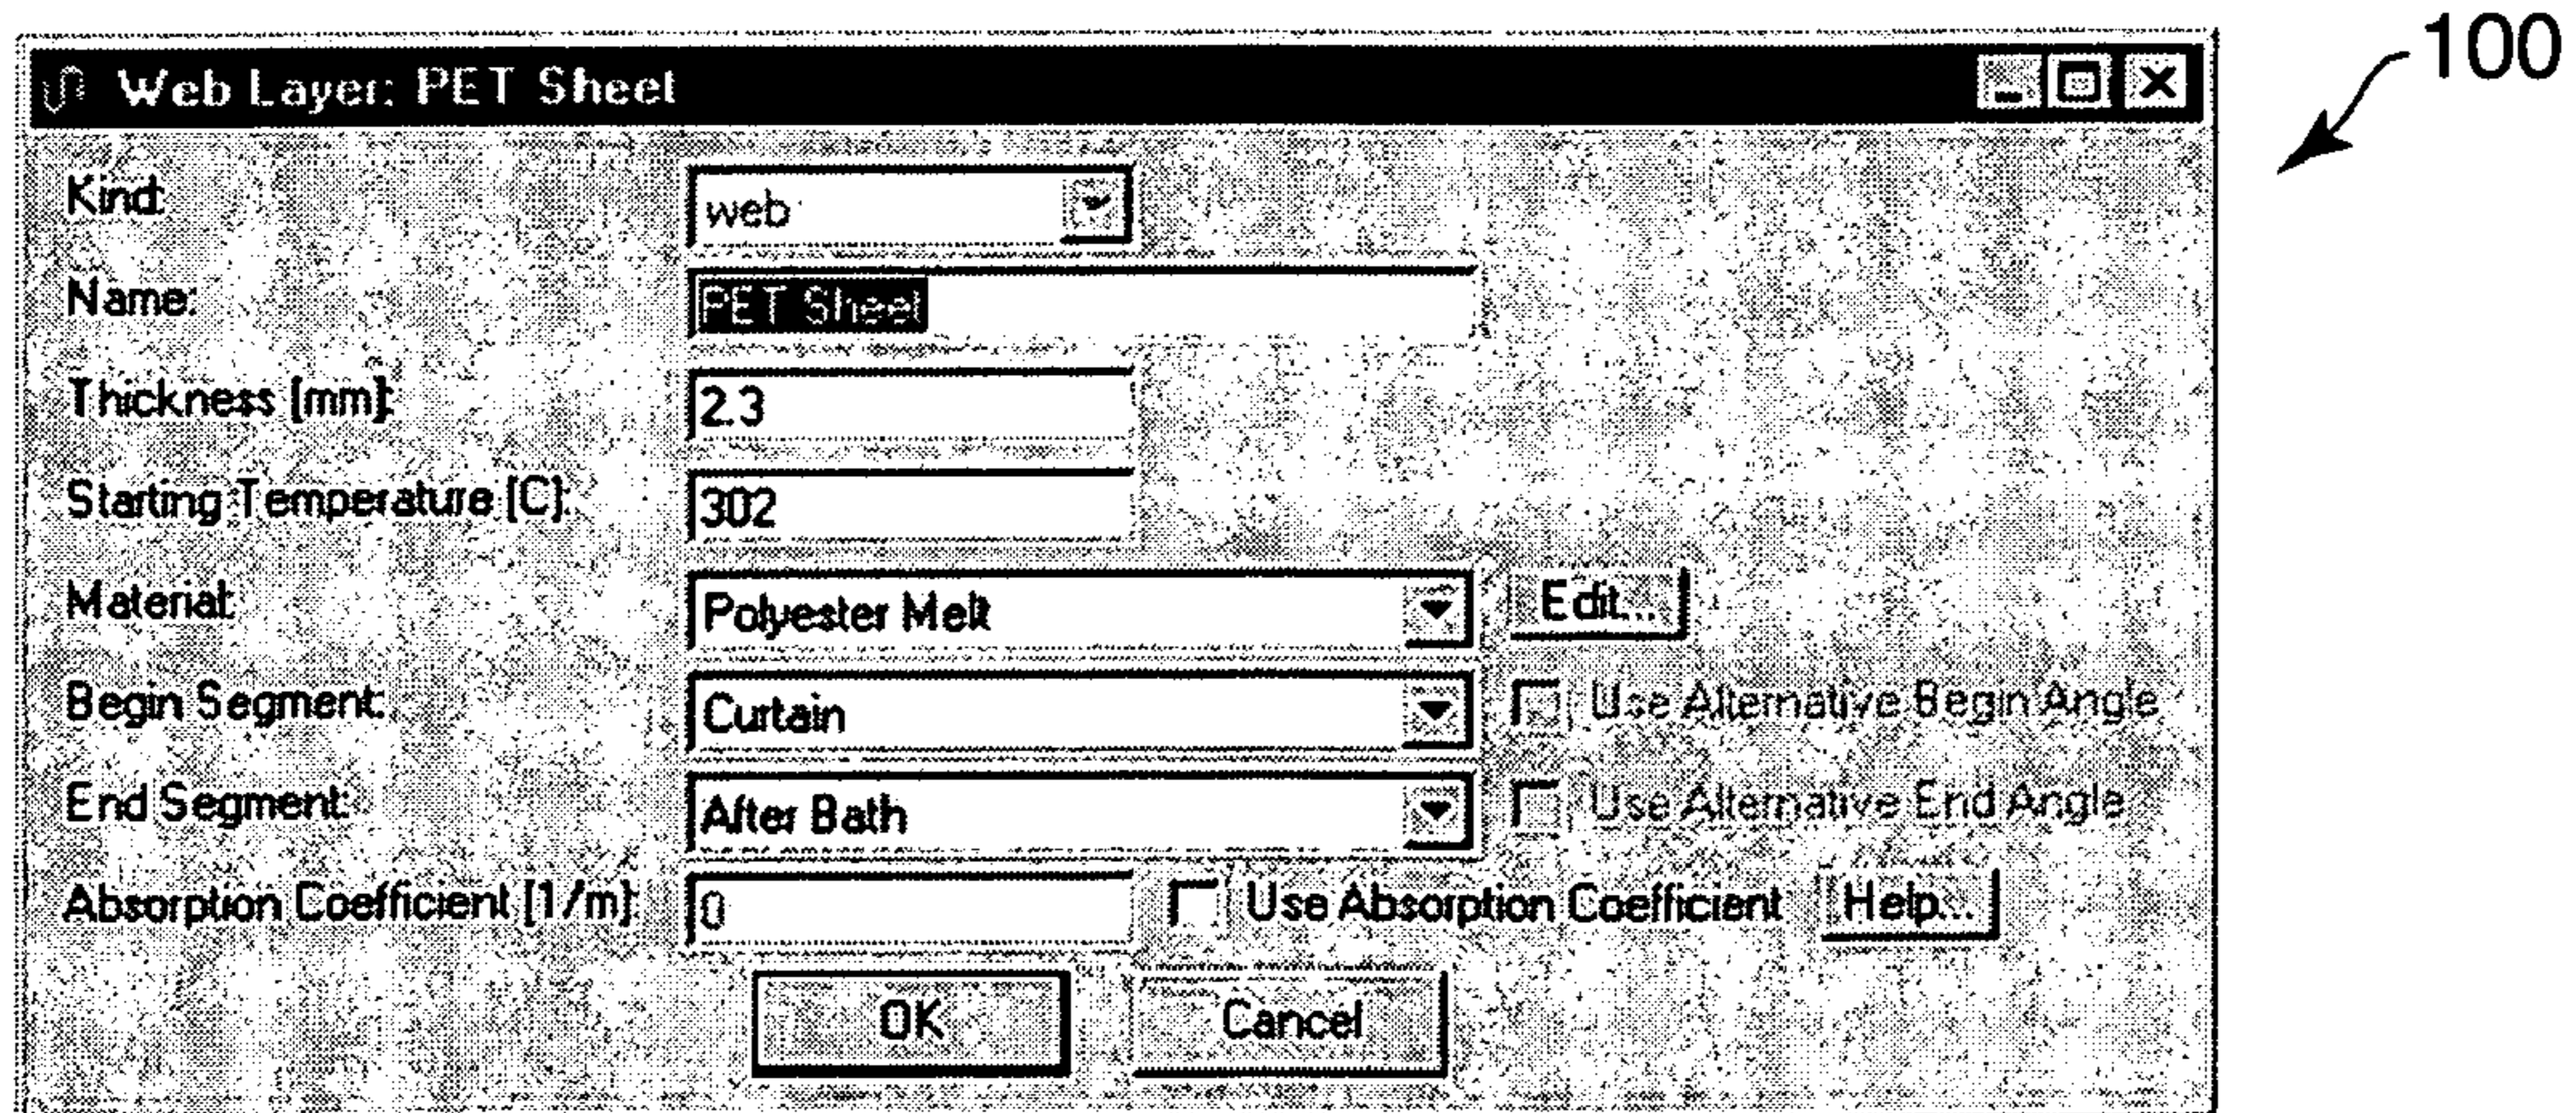 100
Web Layer: PET Sheet
Kind: web
Name: PET Sheet
Thickness [mm]: 2.3
Starting Temperature [C]: 302
Material: Polyester Melt Edit...
Begin Segment: Curtain Use Alternative Begin Angle
End Segment: After Bath Use Alternative End Angle
Absorption Coefficient [1/m]: 0 Use Absorption Coefficient Help...
OK Cancel